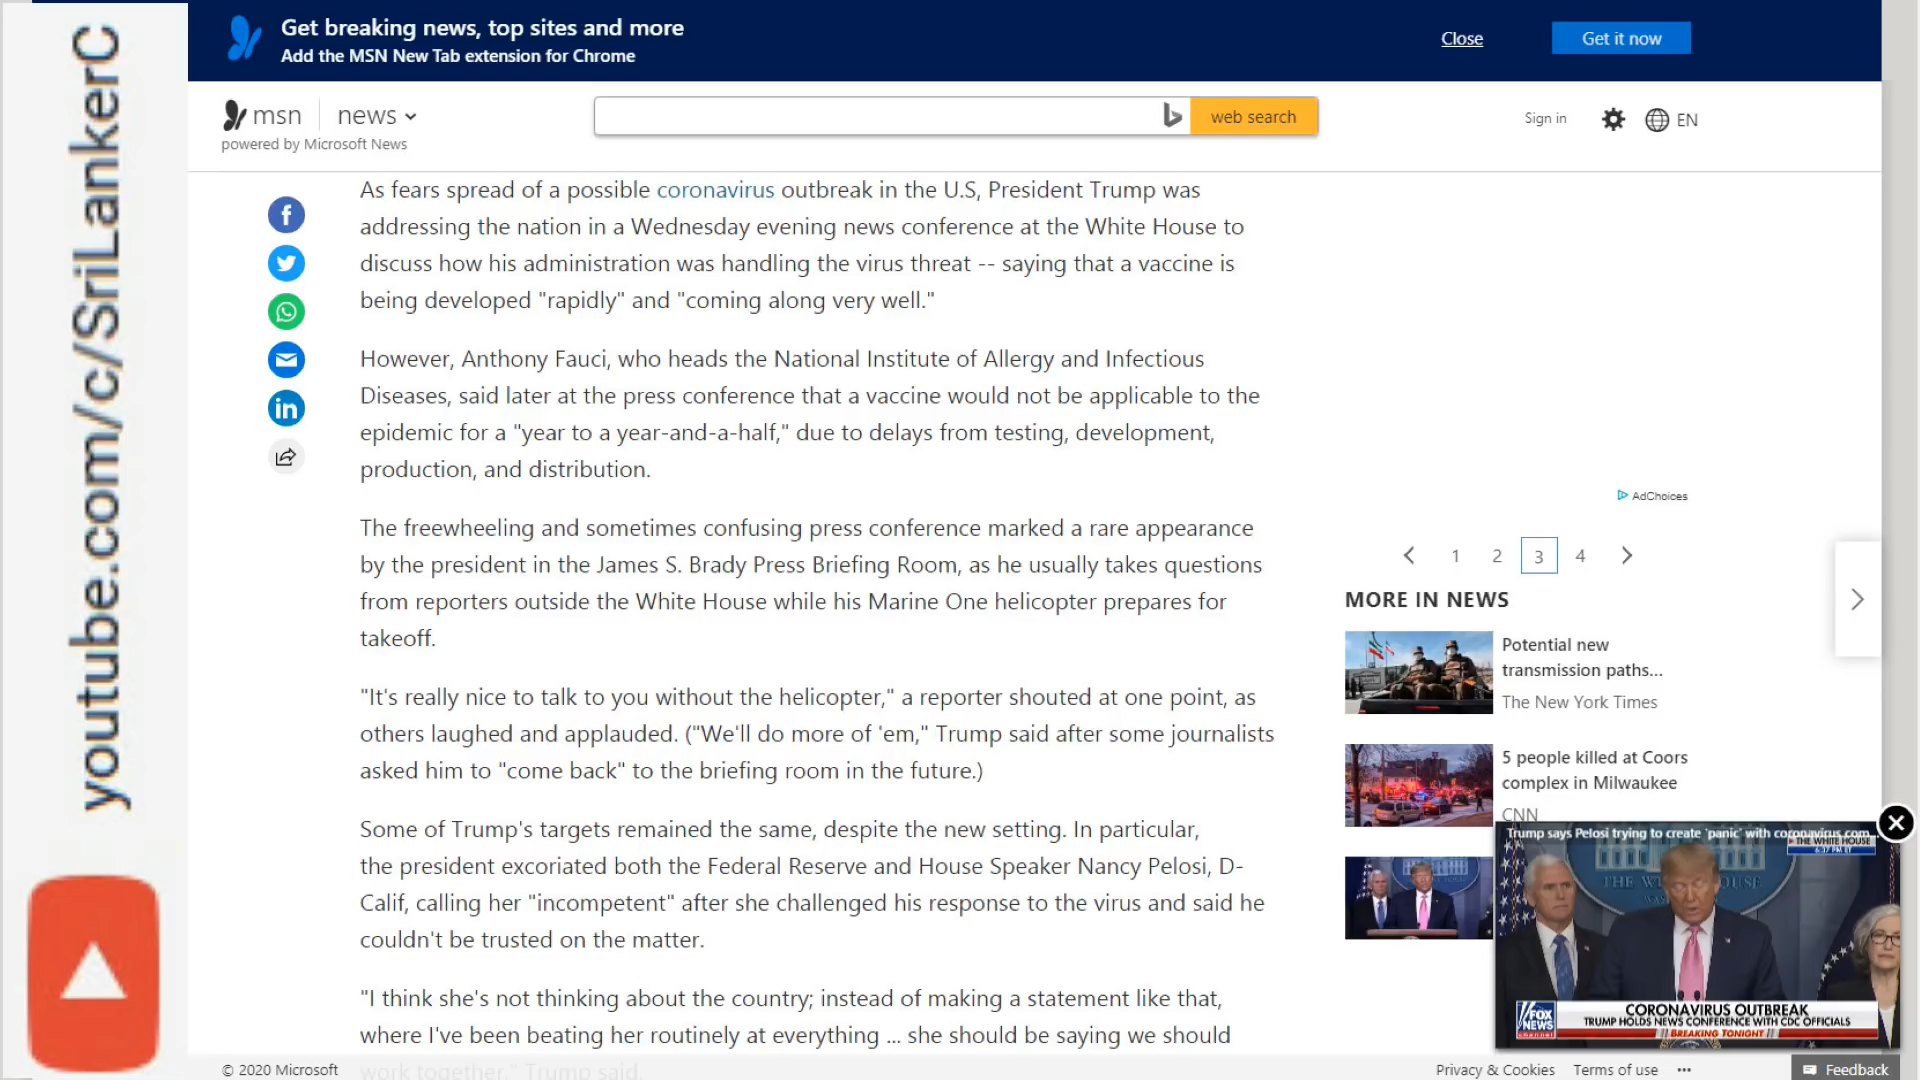 youtube.com/c/SriLankerC
Get breaking news, top sites and more
Add the MSN New Tab extension for Chrome
Close
Get it now
msn
news
powered by Microsoft News
web search
Sign in
EN
As fears spread of a possible coronavirus outbreak in the U.S, President Trump was
addressing the nation in a Wednesday evening news conference at the White House to
discuss how his administration was handling the virus threat -- saying that a vaccine is
being developed "rapidly" and "coming along very well."
However, Anthony Fauci, who heads the National Institute of Allergy and Infectious
Diseases, said later at the press conference that a vaccine would not be applicable to the
epidemic for a "year to a year-and-a-half," due to delays from testing, development,
production, and distribution.
The freewheeling and sometimes confusing press conference marked a rare appearance
by the president in the James S. Brady Press Briefing Room, as he usually takes questions
from reporters outside the White House while his Marine One helicopter prepares for
takeoff.
"It's really nice to talk to you without the helicopter," a reporter shouted at one point, as
others laughed and applauded. ("We'll do more of 'em," Trump said after some journalists
asked him to "come back" to the briefing room in the future.)
Some of Trump's targets remained the same, despite the new setting. In particular,
the president excoriated both the Federal Reserve and House Speaker Nancy Pelosi, D-
Calif, calling her "incompetent" after she challenged his response to the virus and said he
couldn't be trusted on the matter.
"I think she's not thinking about the country; instead of making a statement like that,
where I've been beating her routinely at everything ... she should be saying we should
work together," Trump said.
AdChoices
1
2
3
4
MORE IN NEWS
Potential new
transmission paths...
The New York Times
5 people killed at Coors
complex in Milwaukee
CNN
Trump says Pelosi trying to create 'panic' with coronavirus com...
THE WHITE HOUSE
6:37 PM ET
FOX
NEWS
channel
CORONAVIRUS OUTBREAK
TRUMP HOLDS NEWS CONFERENCE WITH CDC OFFICIALS
BREAKING TONIGHT
© 2020 Microsoft
Privacy & Cookies
Terms of use
Feedback